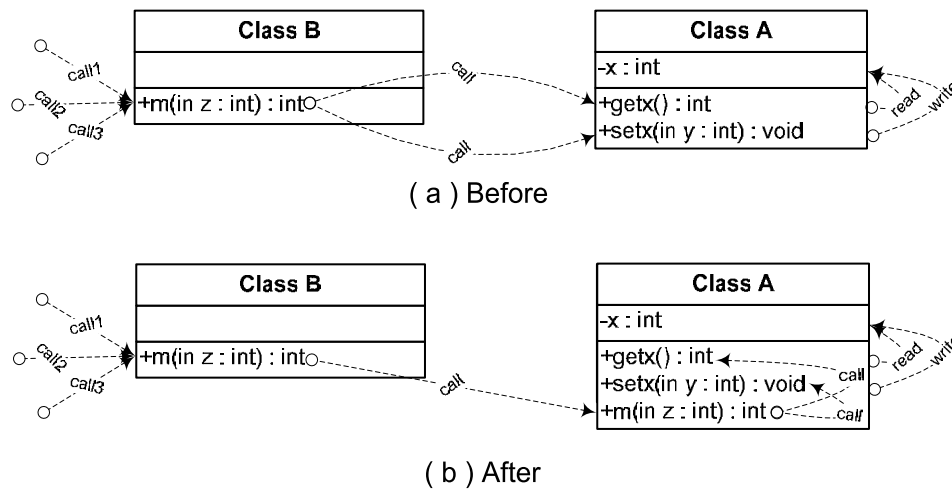 Class B
call1
call2
call3
+m(in z : int) : int
call
call
Class A
-x : int
+getx() : int
+setx(in y : int) : void
read
write
( a ) Before
Class B
call1
call2
call3
+m(in z : int) : int
call
Class A
-x : int
+getx() : int
+setx(in y : int) : void
+m(in z : int) : int
call
call
read
write
( b ) After